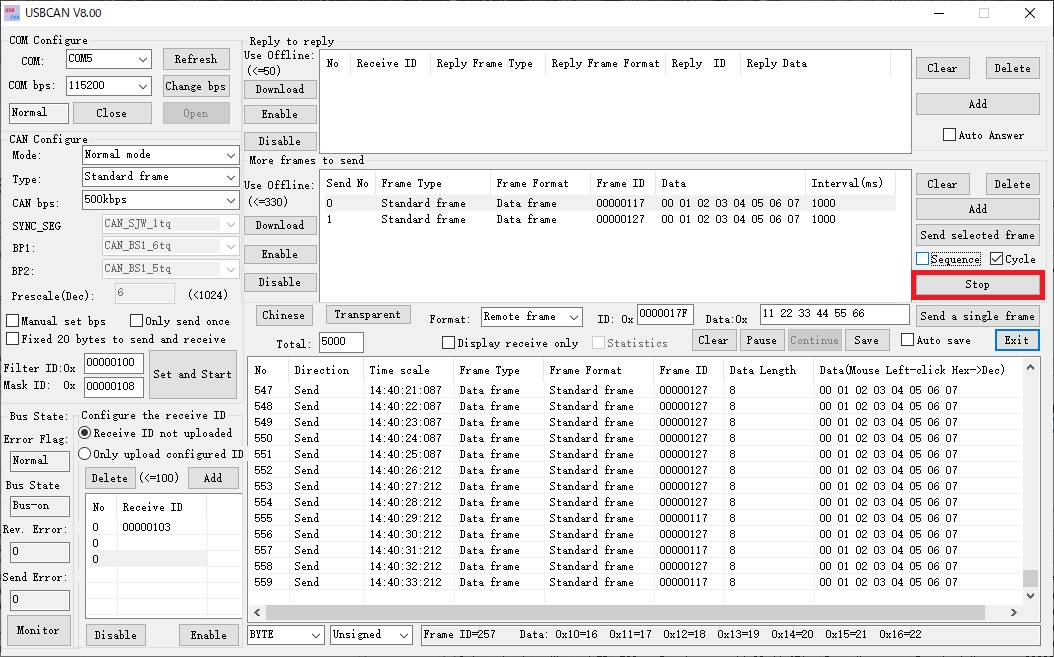 USBCAN V8.00
COM Configure
COM: COM5 Refresh
COM bps: 115200 Change bps
Normal Close Open
CAN Configure
Mode: Normal mode
Type: Standard frame
CAN bps: 500kbps
SYNC_SEG CAN_SJW_1tq
BP1: CAN_BS1_6tq
BP2: CAN_BS1_5tq
Prescale(Dec): 6 (<1024)
Manual set bps Only send once
Fixed 20 bytes to send and receive
Filter ID:0x 00000100
Mask ID: 0x 00000108
Set and Start
Reply to reply
Use Offline:
(<=50)
Download
Enable
Disable
No Receive ID Reply Frame Type Reply Frame Format Reply ID Reply Data
Clear Delete
Add
Auto Answer
More frames to send
Use Offline:
(<=330)
Download
Enable
Disable
Send No Frame Type Frame Format Frame ID Data Interval(ms)
0 Standard frame Data frame 00000117 00 01 02 03 04 05 06 07 1000
1 Standard frame Data frame 00000127 00 01 02 03 04 05 06 07 1000
Clear Delete
Add
Send selected frame
Sequence Cycle
Stop
Chinese Transparent Format: Remote frame ID: 0x 0000017F Data:0x 11 22 33 44 55 66 Send a single frame
Total: 5000 Display receive only Statistics Clear Pause Continue Save Auto save Exit
No Direction Time scale Frame Type Frame Format Frame ID Data Length Data(Mouse Left-click Hex->Dec)
547 Send 14:40:21:087 Data frame Standard frame 00000127 8 00 01 02 03 04 05 06 07
548 Send 14:40:22:087 Data frame Standard frame 00000127 8 00 01 02 03 04 05 06 07
549 Send 14:40:23:087 Data frame Standard frame 00000127 8 00 01 02 03 04 05 06 07
550 Send 14:40:24:087 Data frame Standard frame 00000127 8 00 01 02 03 04 05 06 07
551 Send 14:40:25:087 Data frame Standard frame 00000127 8 00 01 02 03 04 05 06 07
552 Send 14:40:26:212 Data frame Standard frame 00000127 8 00 01 02 03 04 05 06 07
553 Send 14:40:27:212 Data frame Standard frame 00000117 8 00 01 02 03 04 05 06 07
554 Send 14:40:28:212 Data frame Standard frame 00000127 8 00 01 02 03 04 05 06 07
555 Send 14:40:29:212 Data frame Standard frame 00000117 8 00 01 02 03 04 05 06 07
556 Send 14:40:30:212 Data frame Standard frame 00000127 8 00 01 02 03 04 05 06 07
557 Send 14:40:31:212 Data frame Standard frame 00000117 8 00 01 02 03 04 05 06 07
558 Send 14:40:32:212 Data frame Standard frame 00000127 8 00 01 02 03 04 05 06 07
559 Send 14:40:33:212 Data frame Standard frame 00000117 8 00 01 02 03 04 05 06 07
Bus State:
Error Flag:
Normal
Bus State
Bus-on
Rev. Error:
0
Send Error:
0
Monitor
Configure the receive ID
Receive ID not uploaded
Only upload configured ID
Delete (<=100) Add
No Receive ID
0 00000103
0
0
Disable Enable
BYTE Unsigned Frame ID=257 Data: 0x10=16 0x11=17 0x12=18 0x13=19 0x14=20 0x15=21 0x16=22